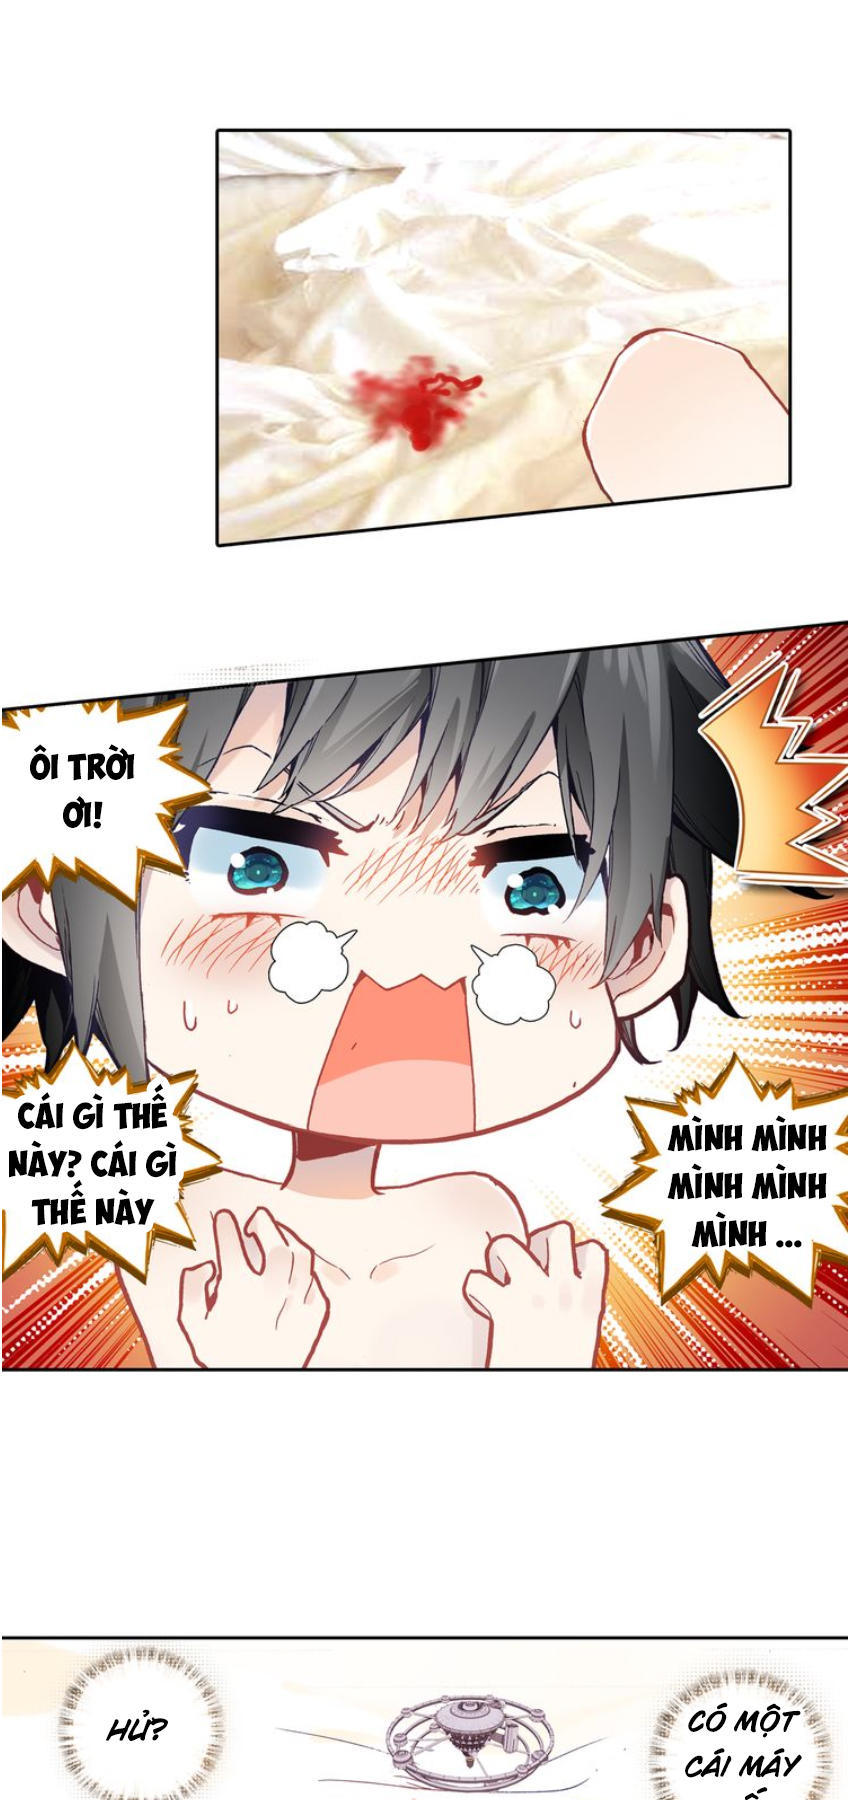 ÔI TRỜI
ƠI!
CÁI GÌ THẾ
NÀY? CÁI GÌ
THẾ NÀY
MÌNH MÌNH
MÌNH MÌNH
MÌNH ...
HỬ?
CÓ MỘT
CÁI MÁY